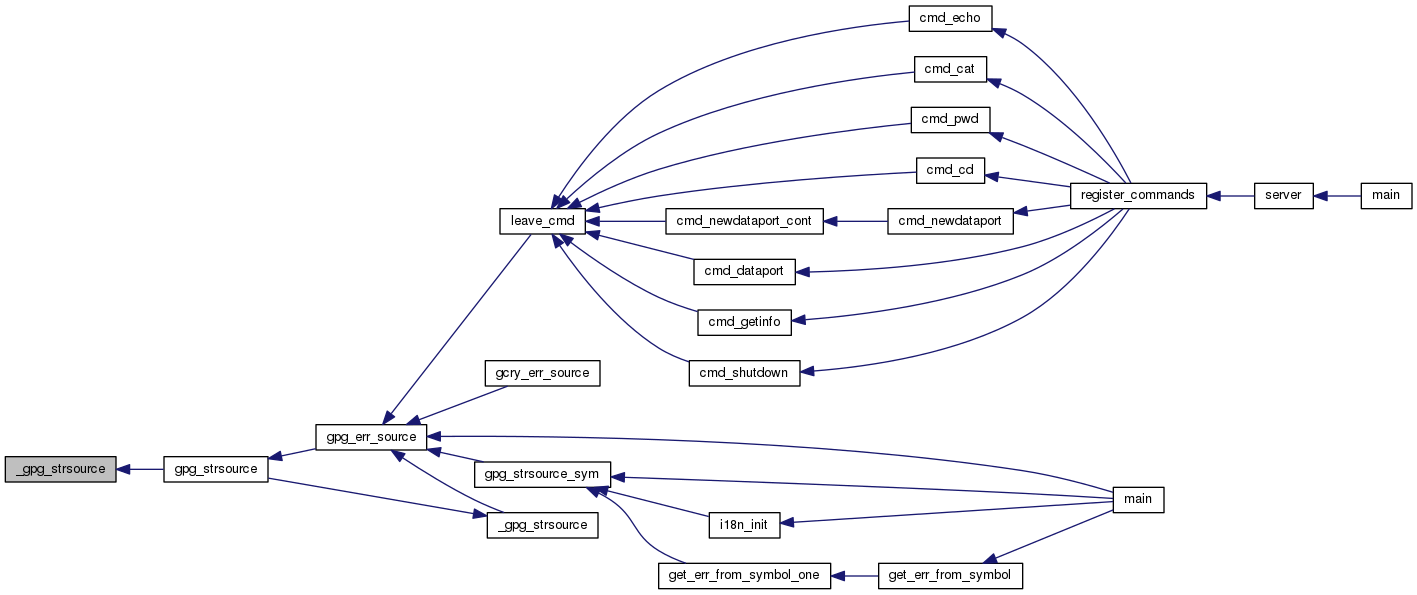 cmd_echo
cmd_cat
cmd_pwd
cmd_cd
register_commands
server
main
leave_cmd
cmd_newdataport_cont
cmd_newdataport
cmd_dataport
cmd_getinfo
cmd_shutdown
gcry_err_source
gpg_err_source
_gpg_strsource
gpg_strsource
gpg_strsource_sym
main
_gpg_strsource
i18n_init
get_err_from_symbol_one
get_err_from_symbol